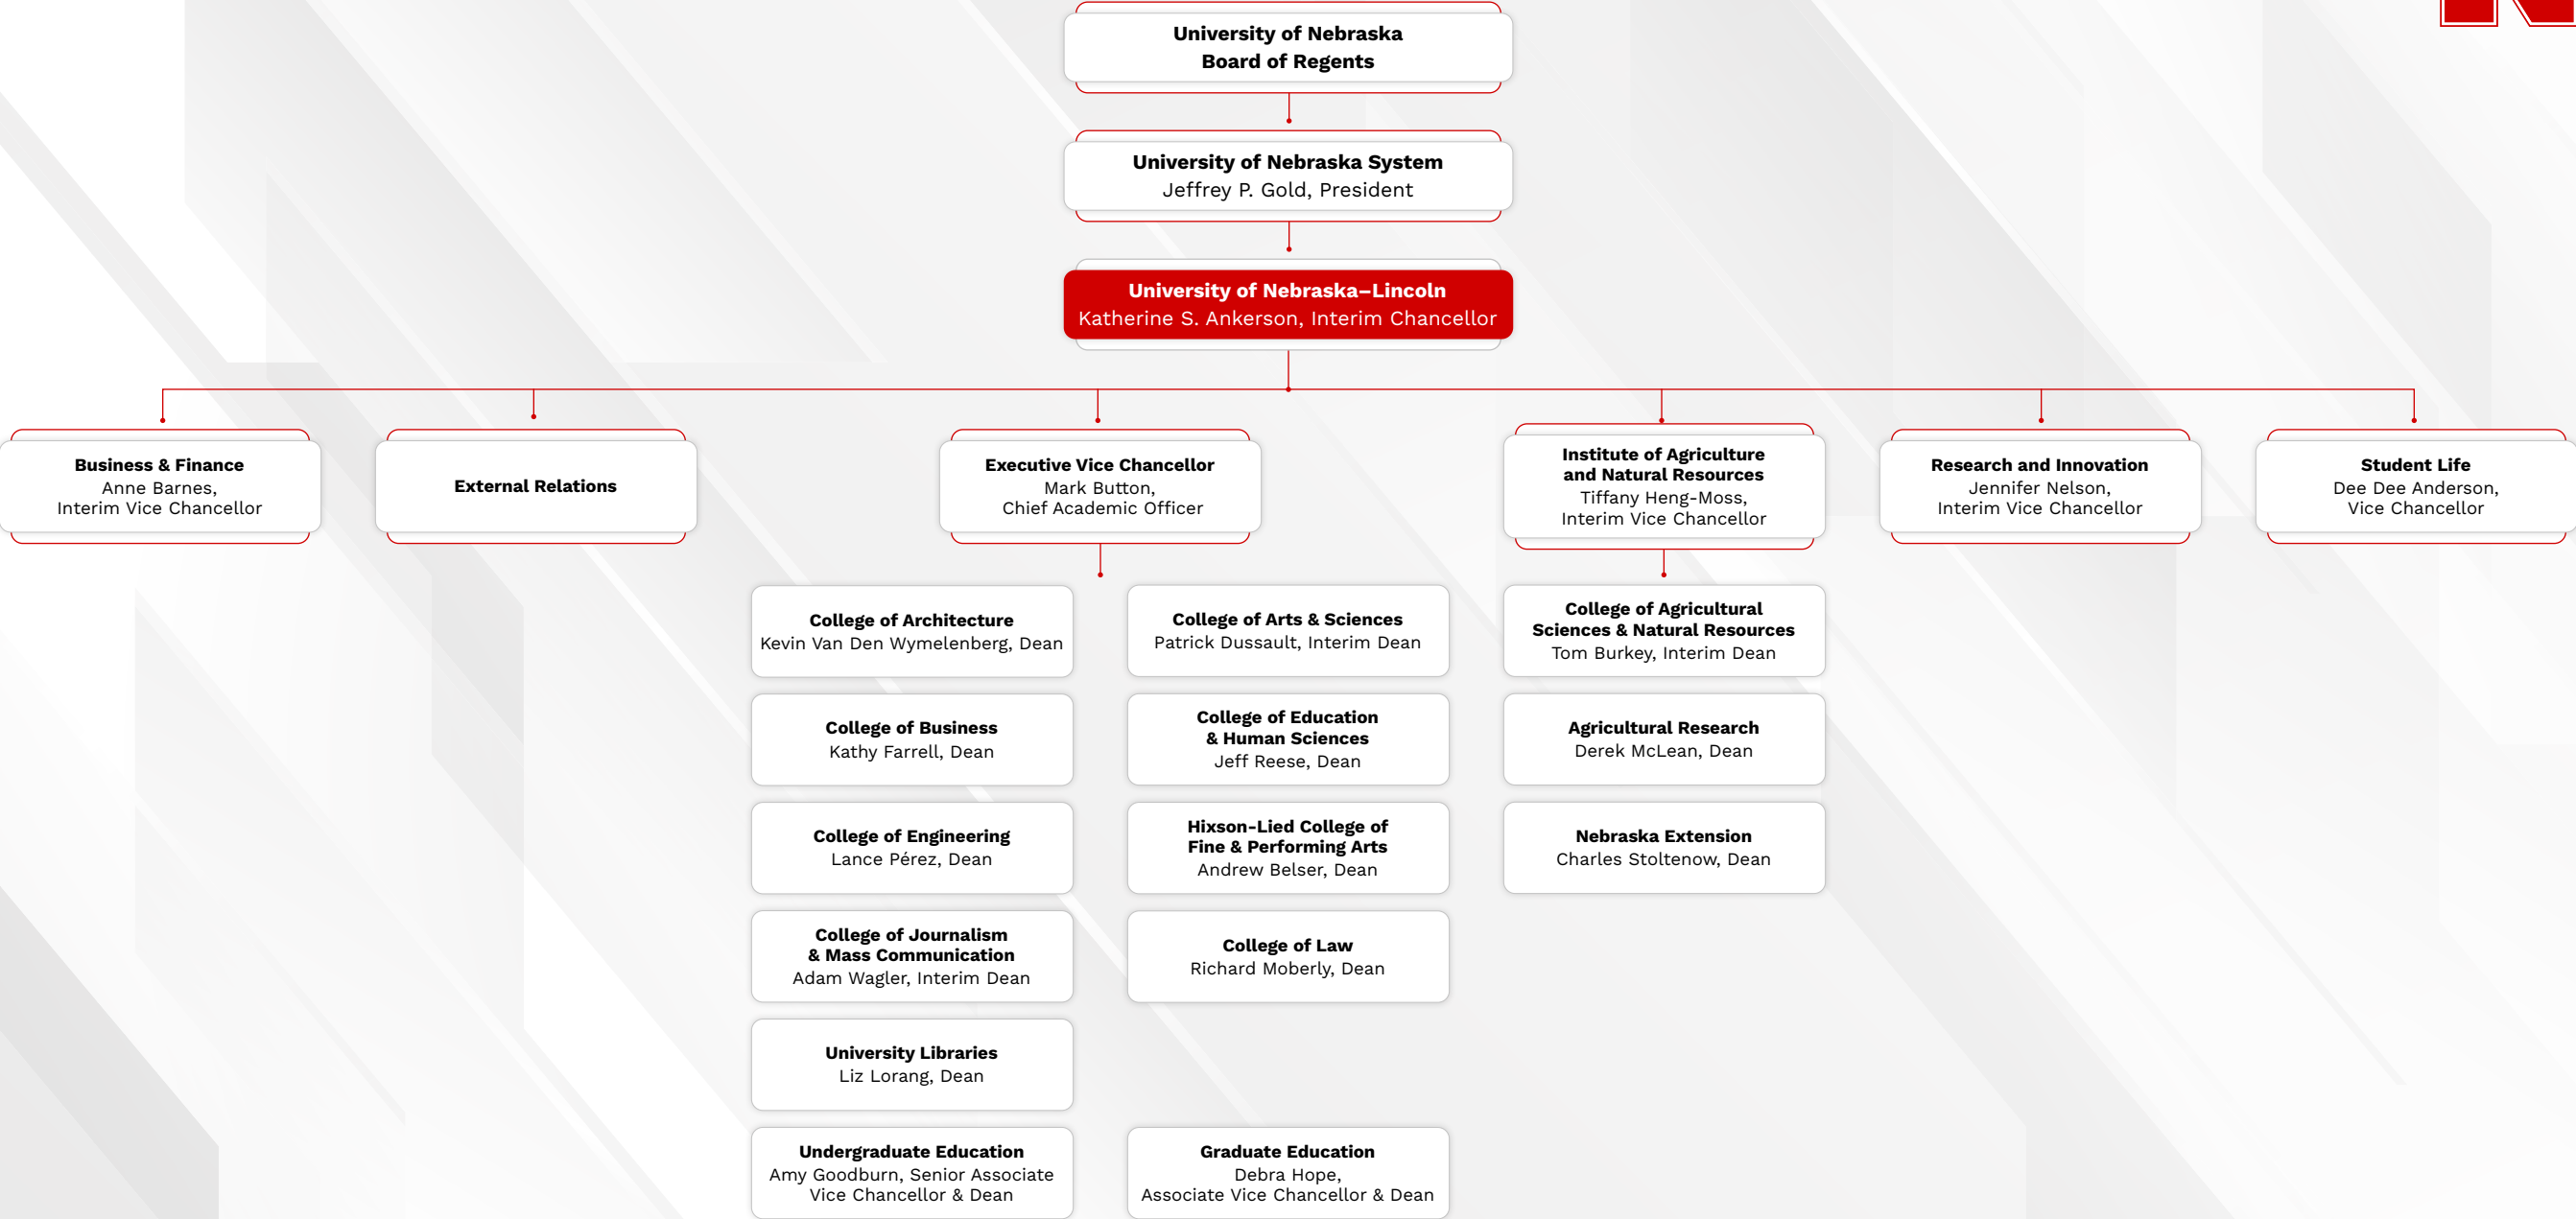 University of Nebraska
Board of Regents
University of Nebraska System
Jeffrey P. Gold, President
University of Nebraska–Lincoln
Katherine S. Ankerson, Interim Chancellor
Business & Finance
Anne Barnes,
Interim Vice Chancellor
External Relations
Executive Vice Chancellor
Mark Button,
Chief Academic Officer
Institute of Agriculture
and Natural Resources
Tiffany Heng-Moss,
Interim Vice Chancellor
Research and Innovation
Jennifer Nelson,
Interim Vice Chancellor
Student Life
Dee Dee Anderson,
Vice Chancellor
College of Architecture
Kevin Van Den Wymelenberg, Dean
College of Arts & Sciences
Patrick Dussault, Interim Dean
College of Agricultural
Sciences & Natural Resources
Tom Burkey, Interim Dean
College of Business
Kathy Farrell, Dean
College of Education
& Human Sciences
Jeff Reese, Dean
Agricultural Research
Derek McLean, Dean
College of Engineering
Lance Pérez, Dean
Hixson-Lied College of
Fine & Performing Arts
Andrew Belser, Dean
Nebraska Extension
Charles Stoltenow, Dean
College of Journalism
& Mass Communication
Adam Wagler, Interim Dean
College of Law
Richard Moberly, Dean
University Libraries
Liz Lorang, Dean
Undergraduate Education
Amy Goodburn, Senior Associate
Vice Chancellor & Dean
Graduate Education
Debra Hope,
Associate Vice Chancellor & Dean